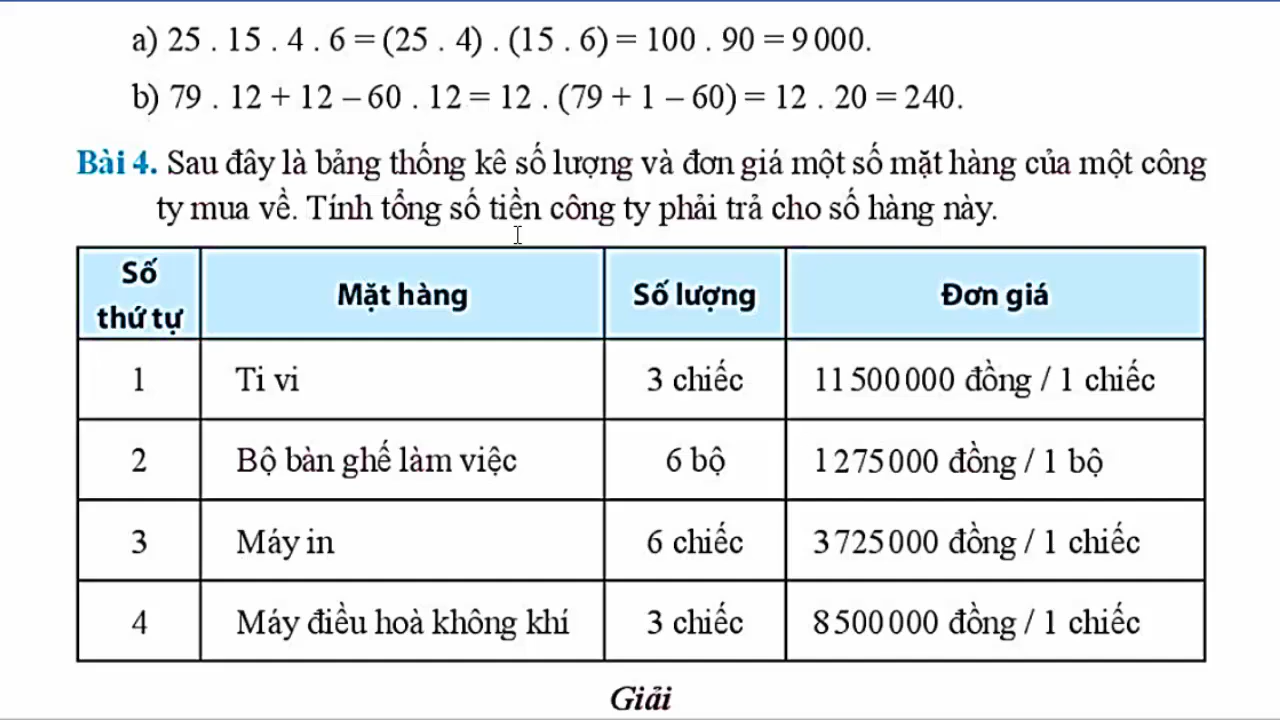 a) 25 . 15 . 4 . 6 = (25 . 4) . (15 . 6) = 100 . 90 = 9 000.
b) 79 . 12 + 12 – 60 . 12 = 12 . (79 + 1 – 60) = 12 . 20 = 240.
Bài 4. Sau đây là bảng thống kê số lượng và đơn giá một số mặt hàng của một công
ty mua về. Tính tổng số tiền công ty phải trả cho số hàng này.
Số thứ tự Mặt hàng Số lượng Đơn giá
1 Ti vi 3 chiếc 11 500 000 đồng / 1 chiếc
2 Bộ bàn ghế làm việc 6 bộ 1 275 000 đồng / 1 bộ
3 Máy in 6 chiếc 3 725 000 đồng / 1 chiếc
4 Máy điều hoà không khí 3 chiếc 8 500 000 đồng / 1 chiếc
Giải